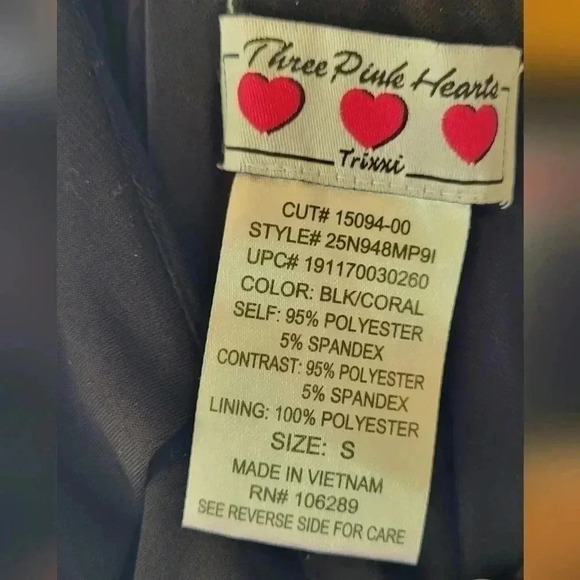 Three Pink Hearts
Trixxi
CUT# 15094-00
STYLE# 25N948MP9I
UPC# 191170030260
COLOR: BLK/CORAL
SELF: 95% POLYESTER
5% SPANDEX
CONTRAST: 95% POLYESTER
5% SPANDEX
LINING: 100% POLYESTER
SIZE: S
MADE IN VIETNAM
RN# 106289
SEE REVERSE SIDE FOR CARE